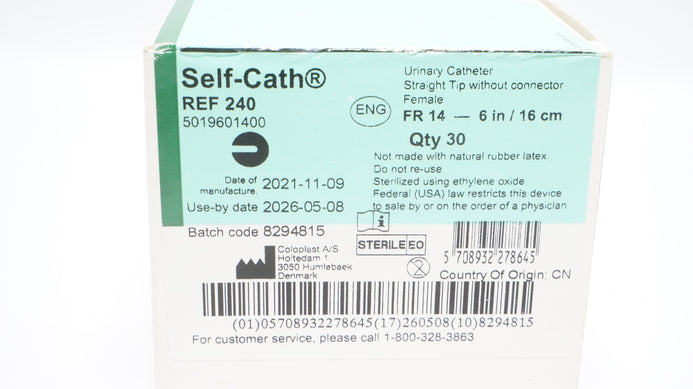 Self-Cath®
REF 240
5019601400
Date of
manufacture. 2021-11-09
Use-by date 2026-05-08
Batch code 8294815
ENG
Urinary Catheter
Straight Tip without connector
Female
FR 14 — 6 in / 16 cm
Qty 30
Not made with natural rubber latex.
Do not re-use
Sterilized using ethylene oxide
Federal (USA) law restricts this device
to sale by or on the order of a physician.
i
STERILE EO
2
Coloplast A/S
Holtedam 1
3050 Humlebaek
Denmark
5 708932 278645
Country Of Origin: CN
(01)05708932278645(17)260508(10)8294815
For customer service, please call 1-800-328-3863